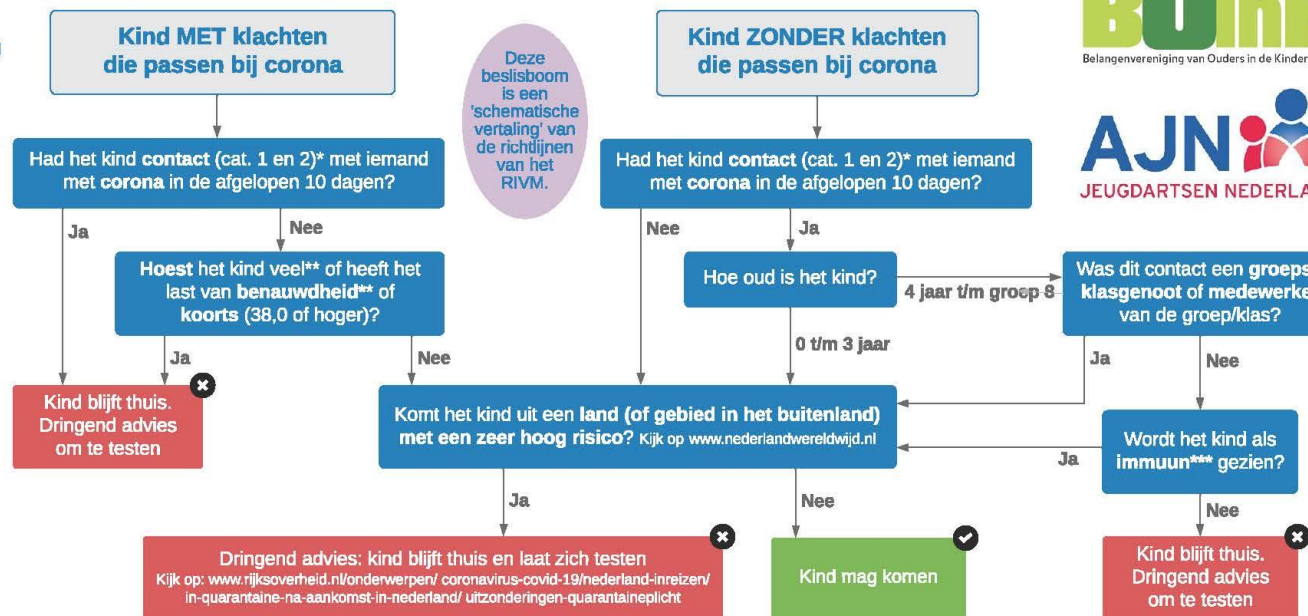 Kind MET klachten
die passen bij corona
Deze
beslisboom
is een
'schematische
vertaling' van
de richtlijnen
van het
RIVM.
Kind ZONDER klachten
die passen bij corona
Belangenvereniging van Ouders in de Kinder
AJN
JEUGDARTSEN NEDERLA
Had het kind contact (cat. 1 en 2)* met iemand
met corona in de afgelopen 10 dagen?
Had het kind contact (cat. 1 en 2)* met iemand
met corona in de afgelopen 10 dagen?
Ja
Nee
Nee
Ja
Hoest het kind veel** of heeft het
last van benauwdheid** of
koorts (38,0 of hoger)?
Hoe oud is het kind?
4 jaar t/m groep 8
Was dit contact een groeps
klasgenoot of medewerke
van de groep/klas?
0 t/m 3 jaar
Ja
Nee
Ja
Nee
Kind blijft thuis.
Dringend advies
om te testen
Komt het kind uit een land (of gebied in het buitenland)
met een zeer hoog risico? Kijk op www.nederlandwereldwijd.nl
Wordt het kind als
immuun*** gezien?
Ja
Ja
Nee
Nee
Dringend advies: kind blijft thuis en laat zich testen
Kijk op: www.rijksoverheid.nl/onderwerpen/ coronavirus-covid-19/nederland-inreizen/
in-quarantaine-na-aankomst-in-nederland/ uitzonderingen-quarantaineplicht
Kind mag komen
Kind blijft thuis.
Dringend advies
om te testen